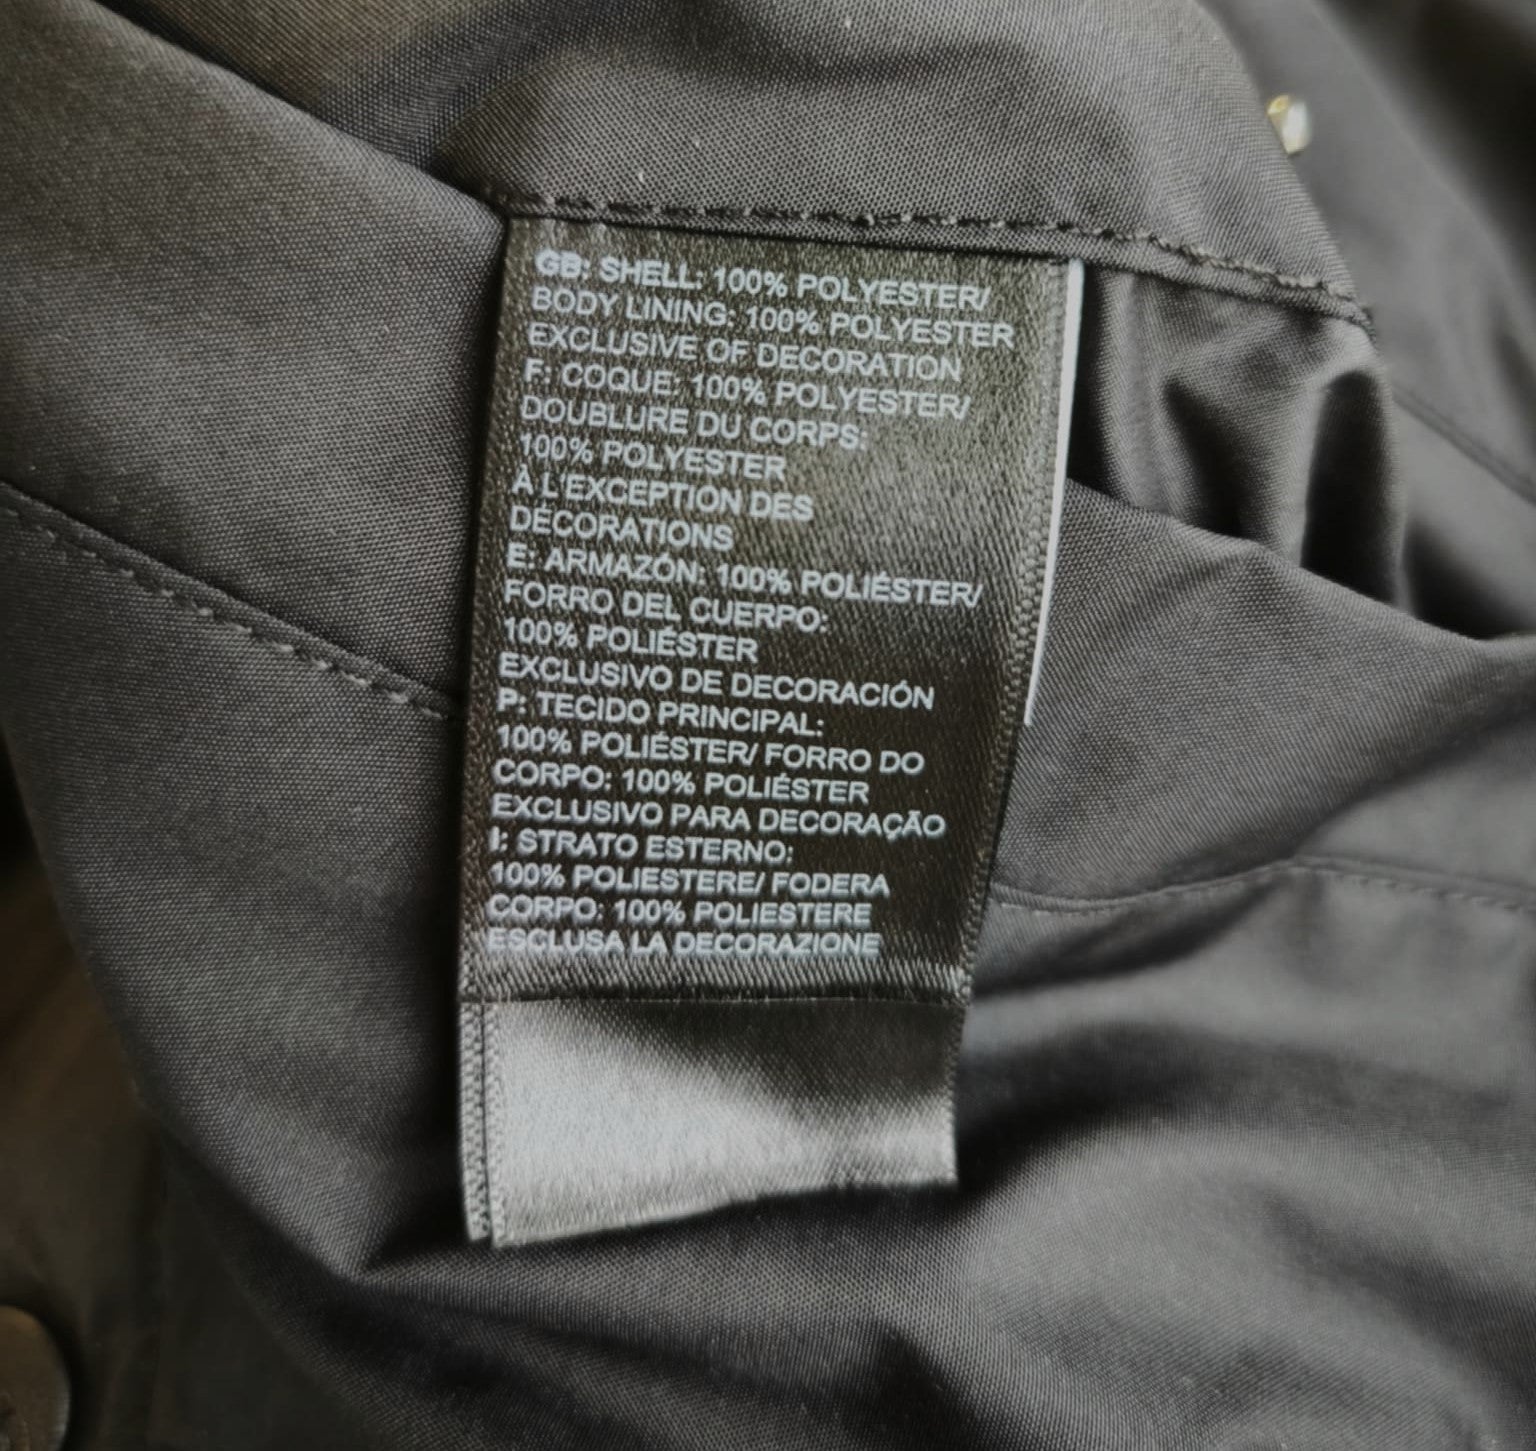 GB: SHELL: 100% POLYESTER/
BODY LINING: 100% POLYESTER
EXCLUSIVE OF DECORATION
F: COQUE: 100% POLYESTER/
DOUBLURE DU CORPS:
100% POLYESTER
À L'EXCEPTION DES
DÉCORATIONS
E: ARMAZÓN: 100% POLIÉSTER/
FORRO DEL CUERPO:
100% POLIÉSTER
EXCLUSIVO DE DECORACIÓN
P: TECIDO PRINCIPAL:
100% POLIÉSTER/ FORRO DO
CORPO: 100% POLIÉSTER
EXCLUSIVO PARA DECORAÇÃO
I: STRATO ESTERNO:
100% POLIESTERE/ FODERA
CORPO: 100% POLIESTERE
ESCLUSA LA DECORAZIONE